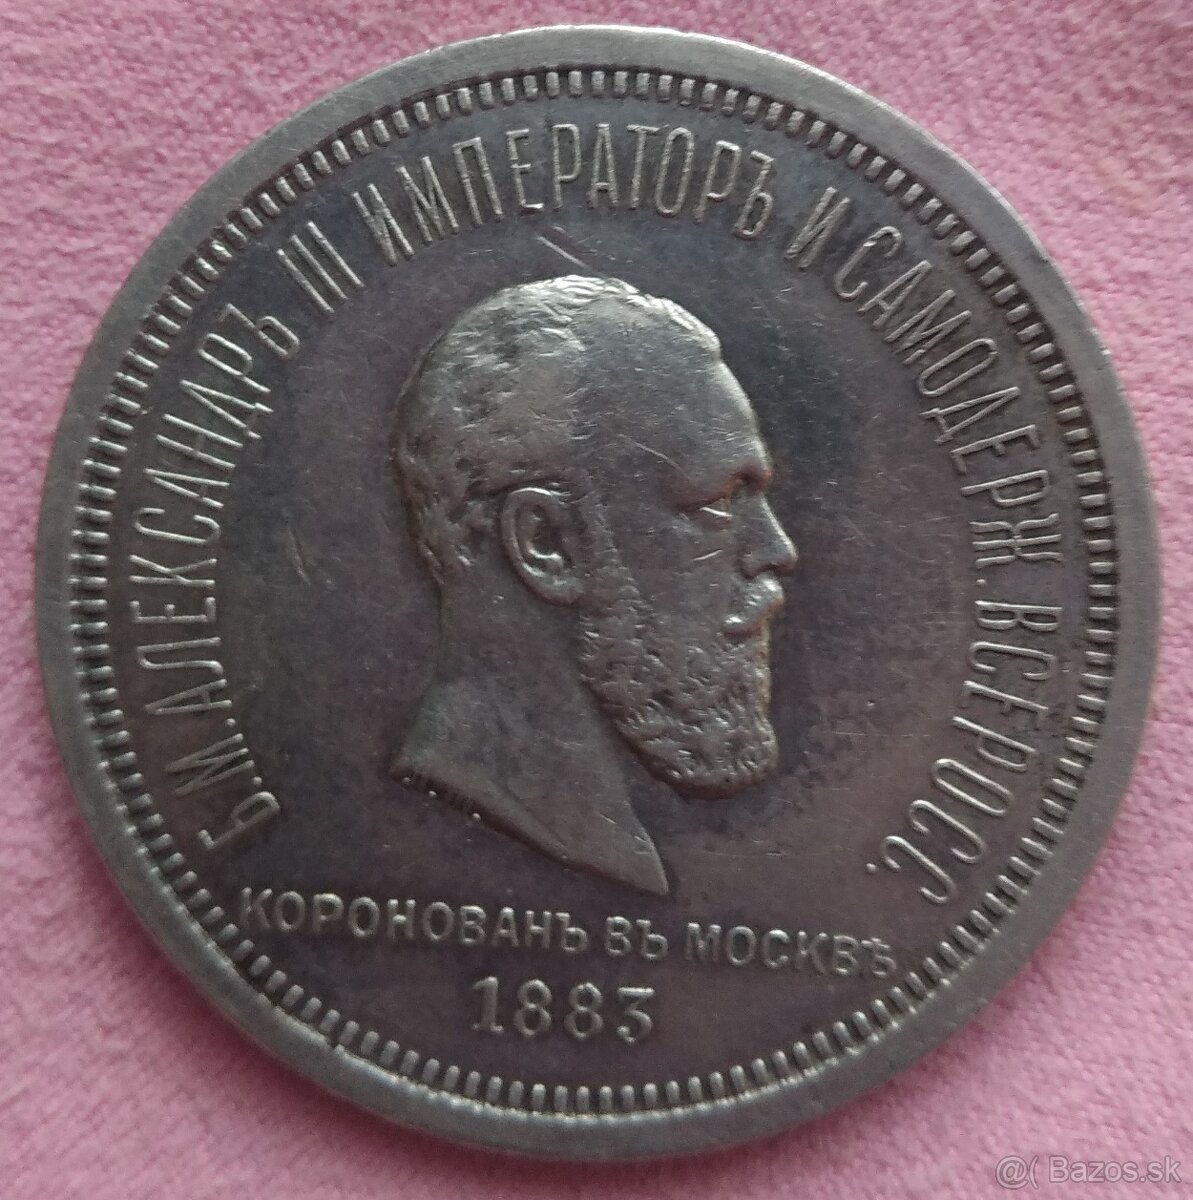 Б.М.АЛЕКСАНДРЪ III ИМПЕРАТОРЪ И САМОДЕРЖ. ВСЕРОСС.
КОРОНОВАНЪ ВЪ МОСКВѢ
1883
@( Bazos.sk